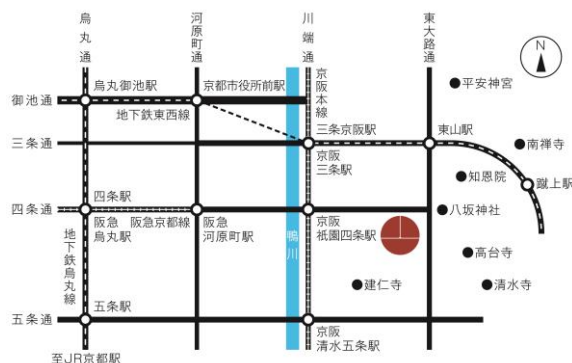 烏丸通
河原町通
川端通
東大路通
N
京阪本線
平安神宮
烏丸御池駅
京都市役所前駅
御池通
地下鉄東西線
三条京阪駅
東山駅
三条通
南禅寺
京阪
三条駅
知恩院
蹴上駅
四条駅
四条通
八坂神社
阪急
烏丸駅
阪急京都線
阪急
河原町駅
鴨川
京阪
祇園四条駅
地下鉄烏丸線
高台寺
建仁寺
清水寺
五条駅
五条通
京阪
清水五条駅
至JR京都駅